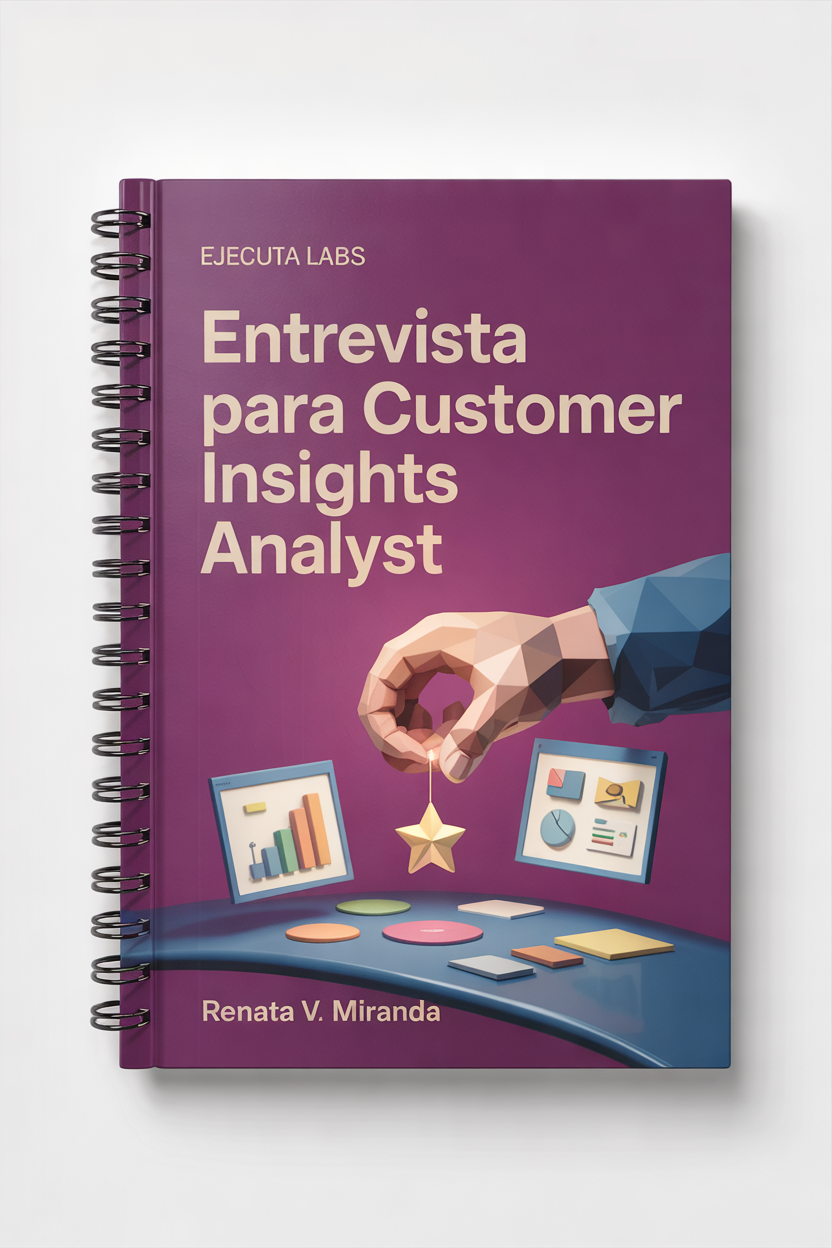 EJECUTA LABS
Entrevista
para Customer
Insights
Analyst
Renata V. Miranda